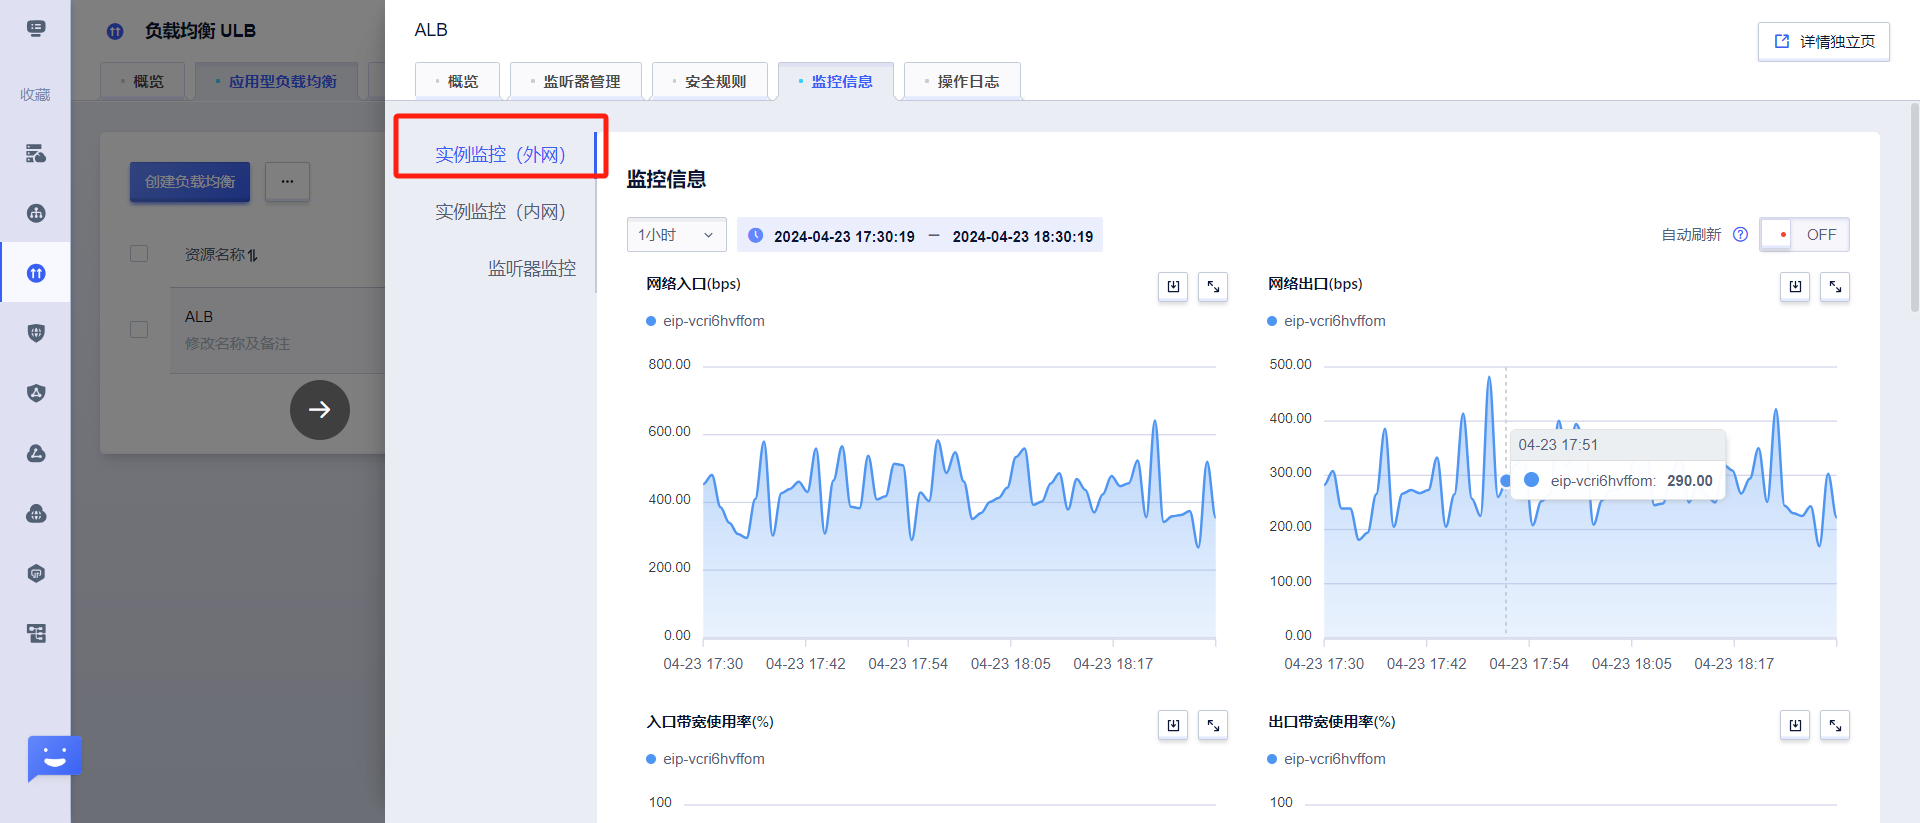 收藏
负载均衡 ULB
概览
应用型负载均衡
创建负载均衡
...
资源名称
ALB
修改名称及备注
ALB
详情独立页
概览
监听器管理
安全规则
监控信息
操作日志
实例监控（外网）
实例监控（内网）
监听器监控
监控信息
1小时
2024-04-23 17:30:19 — 2024-04-23 18:30:19
自动刷新
OFF
网络入口(bps)
eip-vcri6hvffom
800.00
600.00
400.00
200.00
0.00
04-23 17:30
04-23 17:42
04-23 17:54
04-23 18:05
04-23 18:17
网络出口(bps)
eip-vcri6hvffom
500.00
400.00
300.00
200.00
100.00
0.00
04-23 17:51
eip-vcri6hvffom: 290.00
04-23 17:30
04-23 17:42
04-23 17:54
04-23 18:05
04-23 18:17
入口带宽使用率(%)
eip-vcri6hvffom
100
出口带宽使用率(%)
eip-vcri6hvffom
100